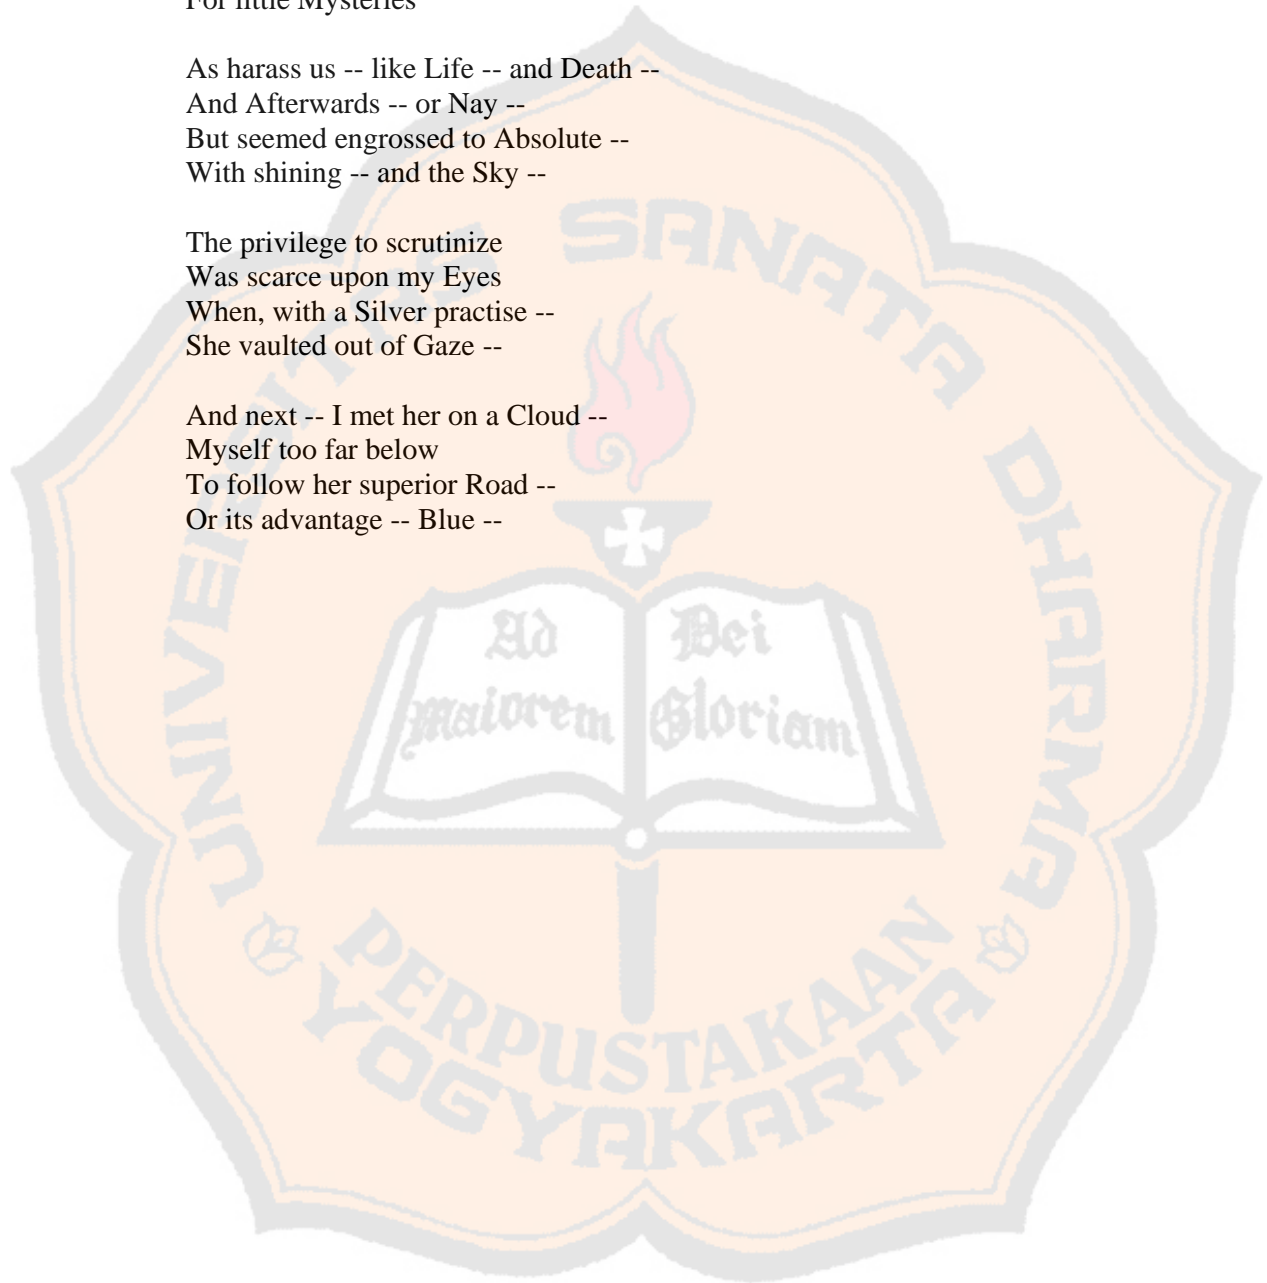 For little Mysteries
As harass us -- like Life -- and Death --
And Afterwards -- or Nay --
But seemed engrossed to Absolute --
With shining -- and the Sky --
The privilege to scrutinize
Was scarce upon my Eyes
When, with a Silver practise --
She vaulted out of Gaze --
And next -- I met her on a Cloud --
Myself too far below
To follow her superior Road --
Or its advantage -- Blue --
UNIVERSITAS SANATA DHARMA
Ad Dei
maiorem Gloriam
PERPUSTAKAAN
YOGYAKARTA